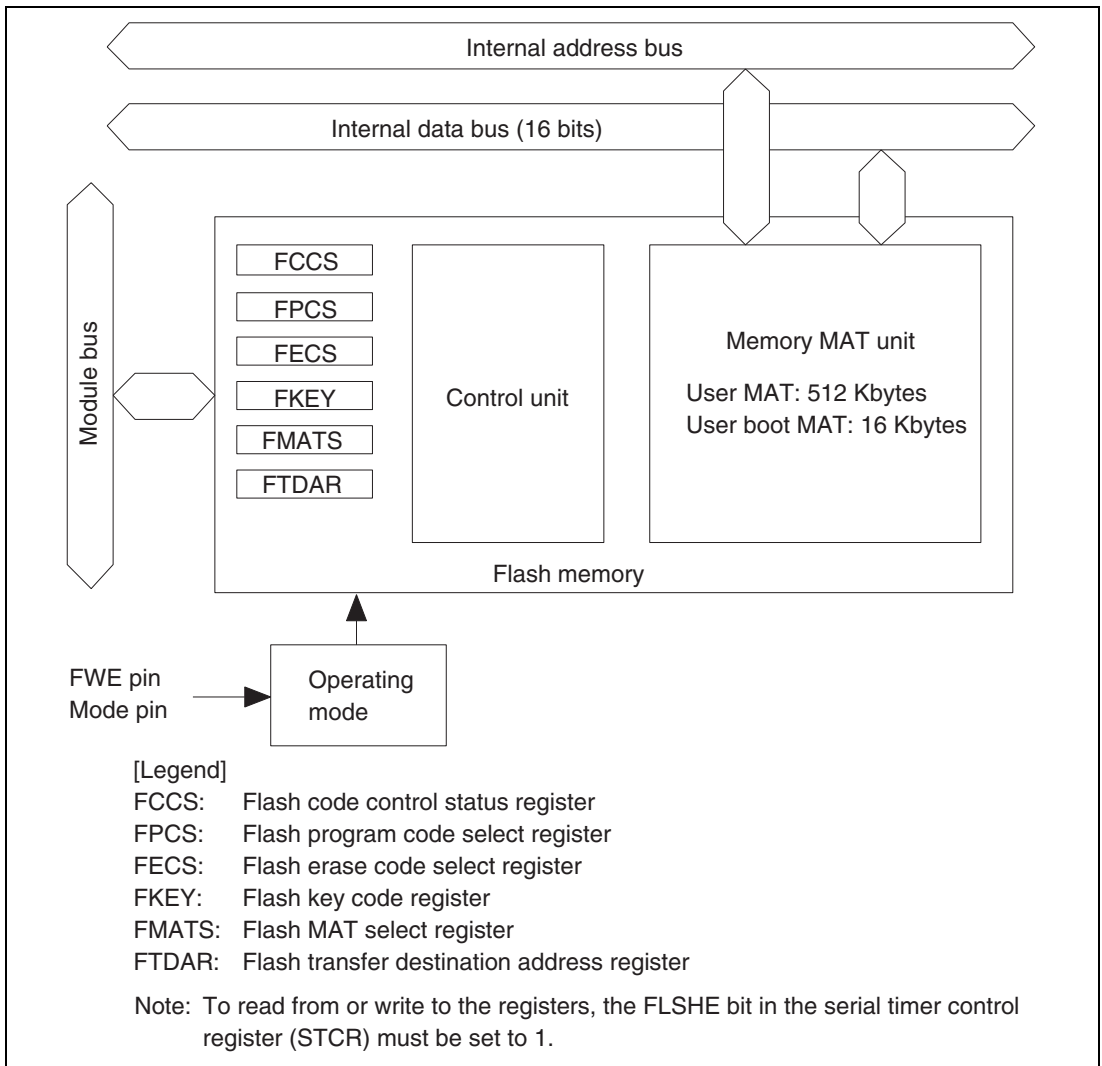 Internal address bus
Internal data bus (16 bits)
Module bus
FCCS
FPCS
FECS
FKEY
FMATS
FTDAR
Control unit
Memory MAT unit
User MAT: 512 Kbytes
User boot MAT: 16 Kbytes
Flash memory
FWE pin
Mode pin
Operating
mode
[Legend]
FCCS: Flash code control status register
FPCS: Flash program code select register
FECS: Flash erase code select register
FKEY: Flash key code register
FMATS: Flash MAT select register
FTDAR: Flash transfer destination address register
Note: To read from or write to the registers, the FLSHE bit in the serial timer control
register (STCR) must be set to 1.